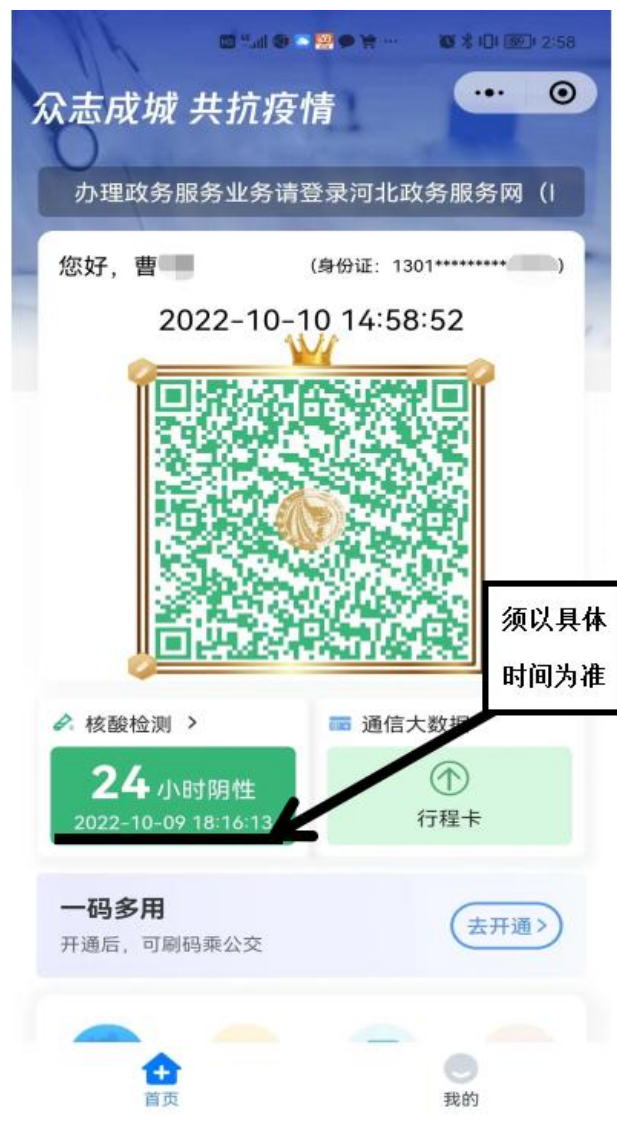 2:58
众志成城 共抗疫情
办理政务服务业务请登录河北政务服务网（
您好，曹
（身份证：1301*********）
2022-10-10 14:58:52
须以具体
时间为准
核酸检测 >
通信大数据
24 小时阴性
2022-10-09 18:16:13
行程卡
一码多用
去开通>
开通后，可刷码乘公交
首页
我的